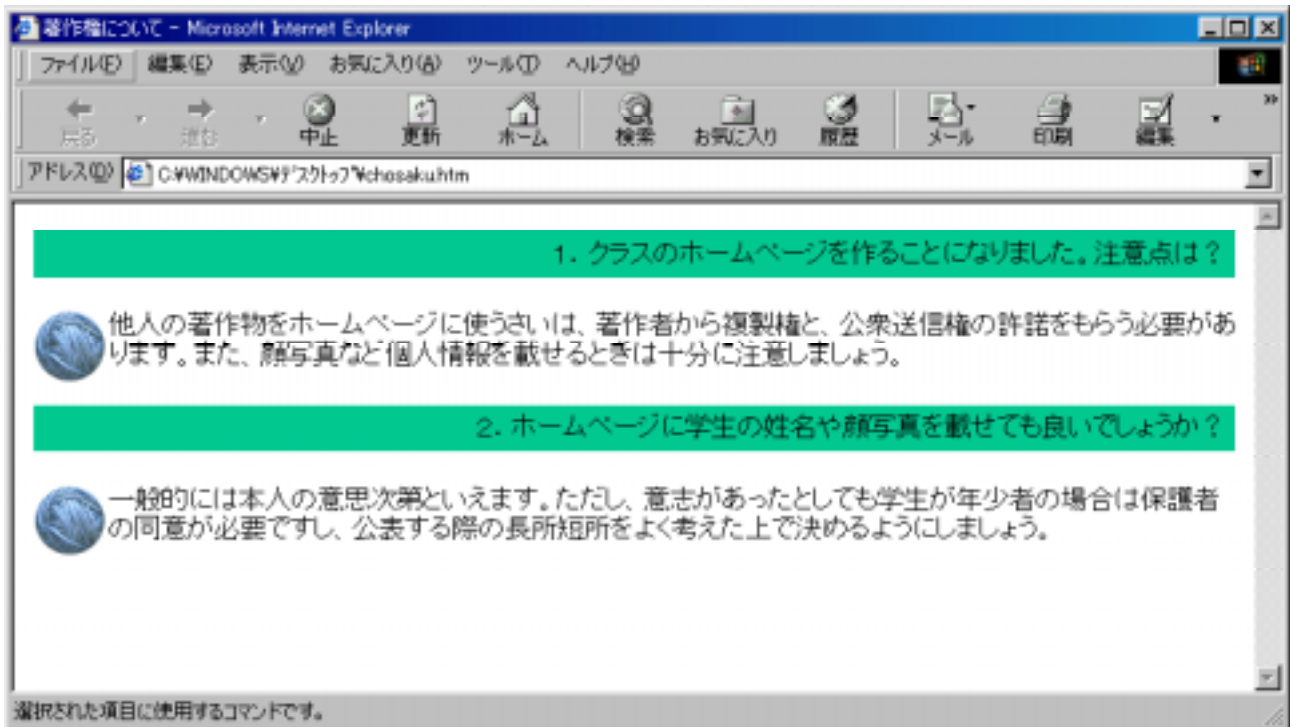 著作権について - Microsoft Internet Explorer
ファイル(F) 編集(E) 表示(V) お気に入り(A) ツール(T) ヘルプ(H)
戻る 進む 中止 更新 ホーム 検索 お気に入り 履歴 メール 印刷 編集 »
アドレス(D) C:¥WINDOWS¥デスクトップ¥chosaku.htm
1. クラスのホームページを作ることになりました。注意点は？
他人の著作物をホームページに使うさいは、著作者から複製権と、公衆送信権の許諾をもらう必要があ
ります。また、顔写真など個人情報を載せるときは十分に注意しましょう。
2. ホームページに学生の姓名や顔写真を載せても良いでしょうか？
一般的には本人の意思次第といえます。ただし、意志があったとしても学生が年少者の場合は保護者
の同意が必要ですし、公表する際の長所短所をよく考えた上で決めるようにしましょう。
選択された項目に使用するコマンドです。